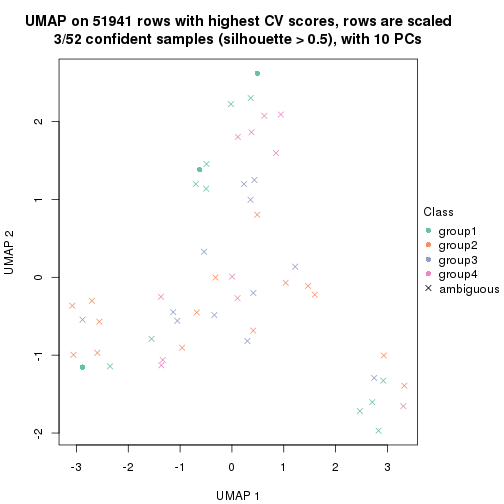 UMAP on 51941 rows with highest CV scores, rows are scaled
3/52 confident samples (silhouette > 0.5), with 10 PCs
2
1
0
-1
-2
UMAP 2
-3
-2
-1
0
1
2
3
UMAP 1
Class
group1
group2
group3
group4
ambiguous